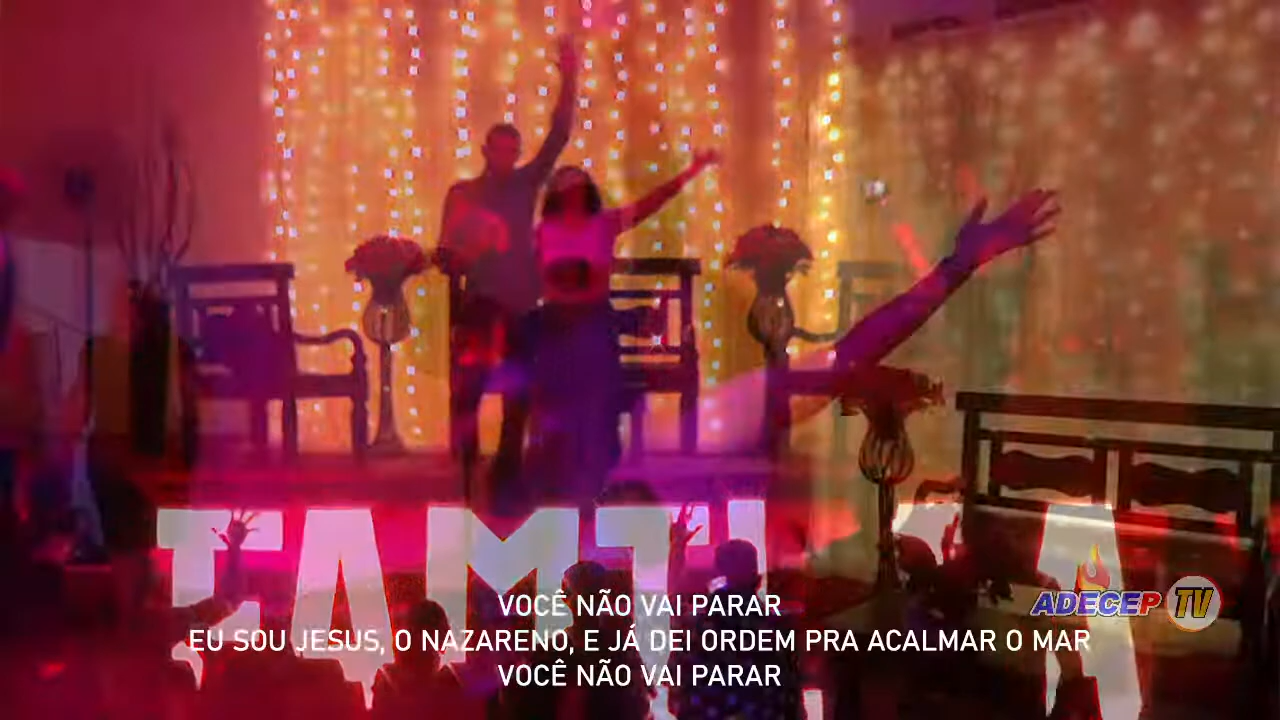 VOCÊ NÃO VAI PARAR
EU SOU JESUS, O NAZARENO, E JÁ DEI ORDEM PRA ACALMAR O MAR
VOCÊ NÃO VAI PARAR
ADECEP TV